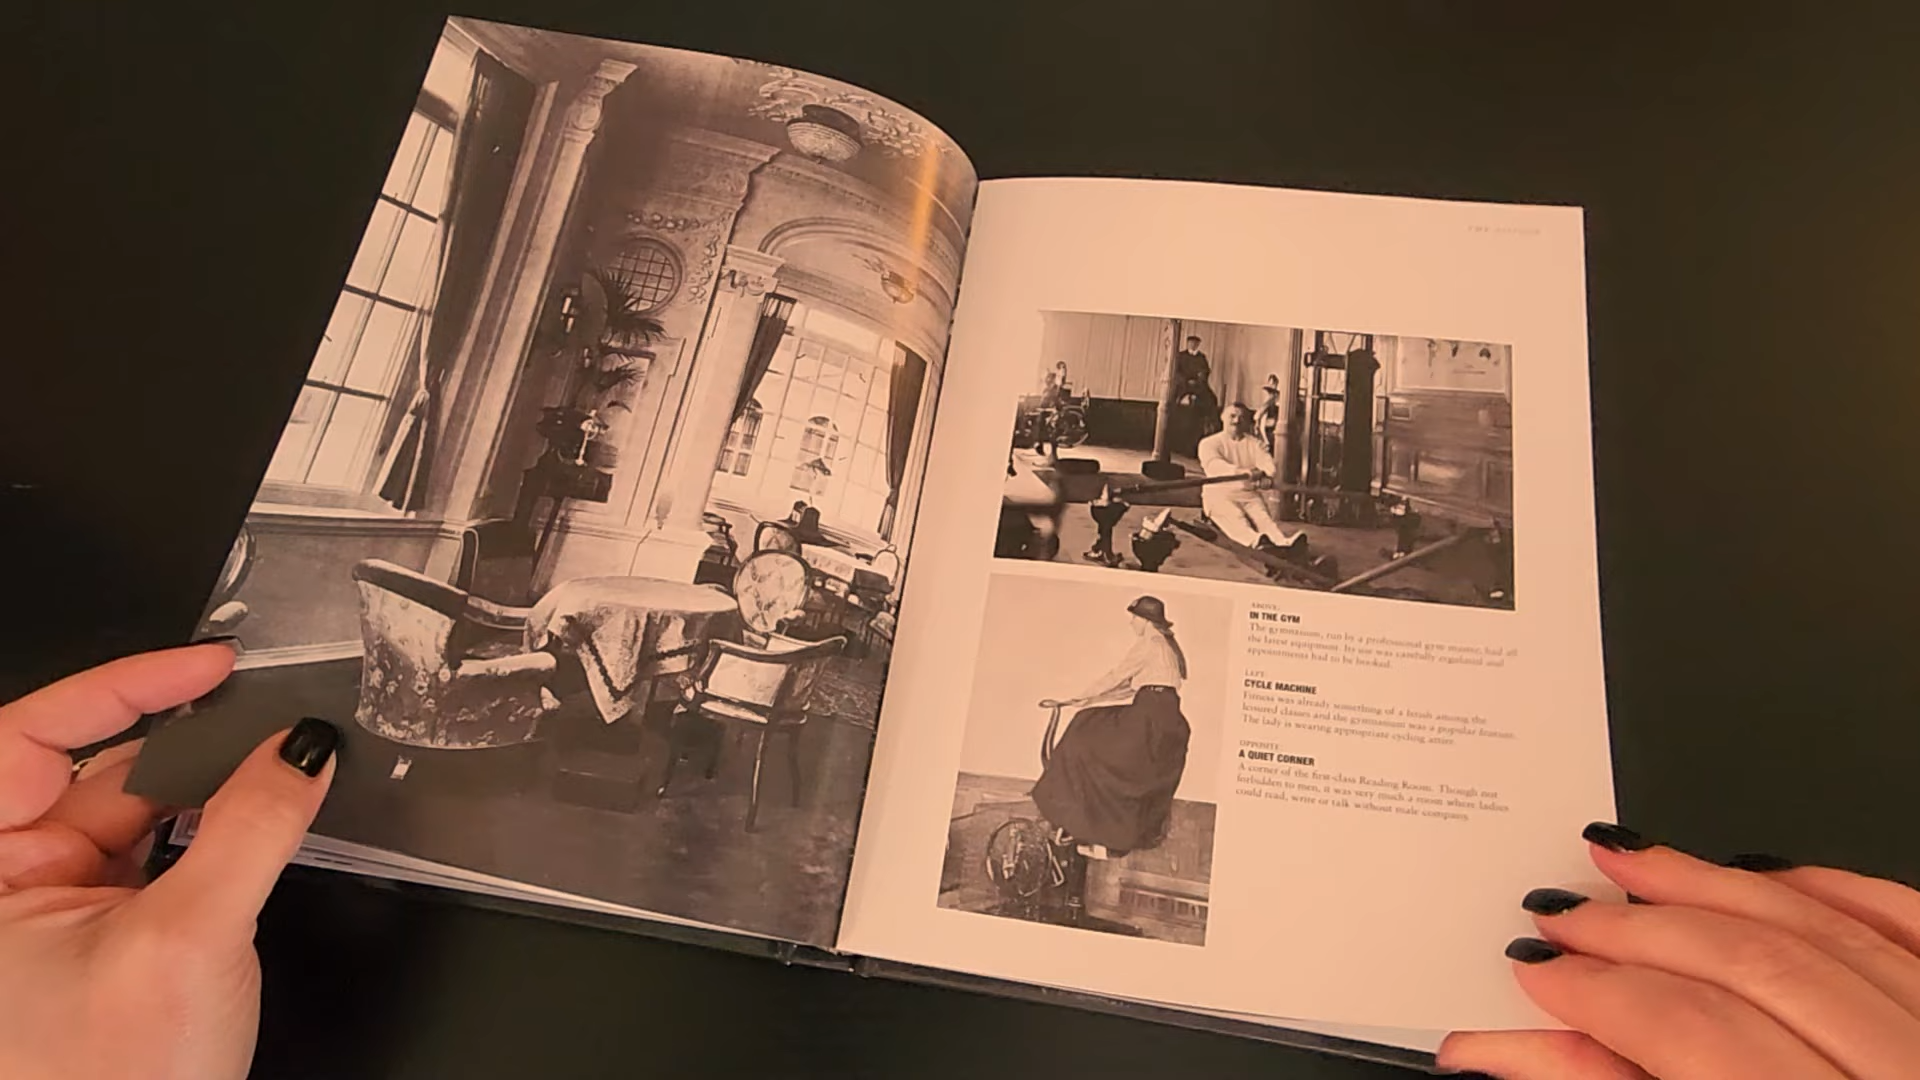 ABOVE:
IN THE GYM
The gymnasium, run by a professional gym master, had all
the latest equipment. Its use was carefully regulated and
appointments had to be booked.
LEFT:
CYCLE MACHINE
Fitness was already something of a fetish among the
leisured classes and the gymnasium was a popular feature.
The lady is wearing appropriate cycling attire.
OPPOSITE:
A QUIET CORNER
A corner of the first-class Reading Room. Though not
forbidden to men, it was very much a room where ladies
could read, write or talk without male company.